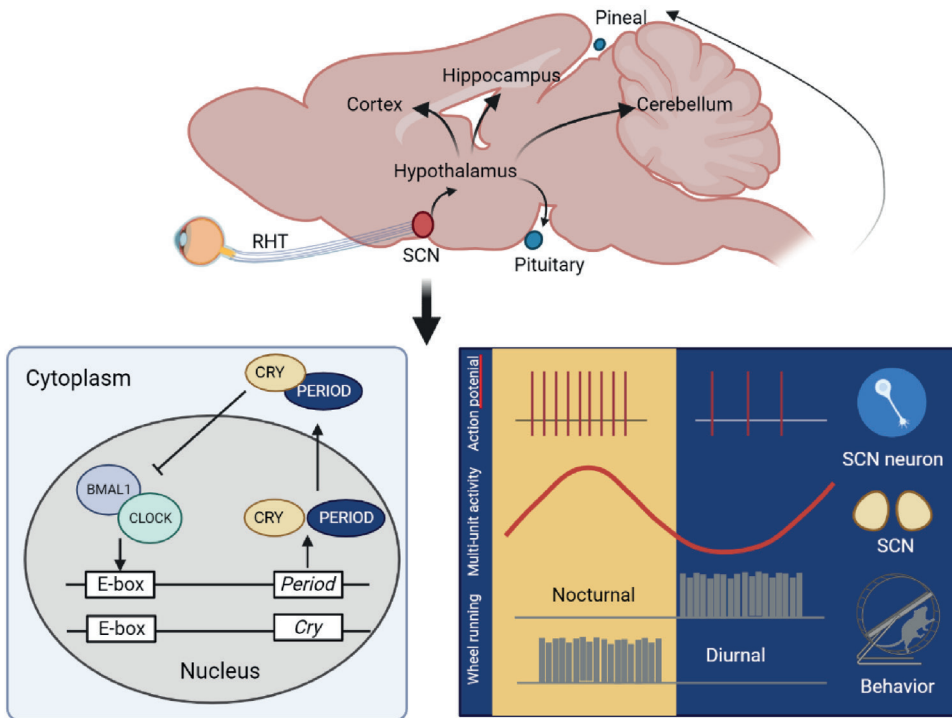 Pineal
Hippocampus
Cortex
Cerebellum
Hypothalamus
RHT
SCN
Pituitary
Cytoplasm
CRY
PERIOD
BMAL1
CLOCK
CRY
PERIOD
E-box
Period
E-box
Cry
Nucleus
Action potenial
SCN neuron
Multi-unit activity
SCN
Wheel running
Nocturnal
Diurnal
Behavior